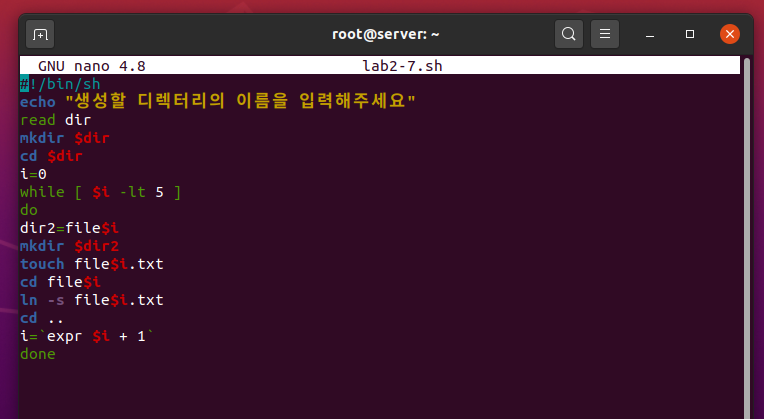 root@server: ~
GNU nano 4.8 lab2-7.sh
#!/bin/sh
echo "생성할 디렉터리의 이름을 입력해주세요"
read dir
mkdir $dir
cd $dir
i=0
while [ $i -lt 5 ]
do
dir2=file$i
mkdir $dir2
touch file$i.txt
cd file$i
ln -s file$i.txt
cd ..
i=`expr $i + 1`
done